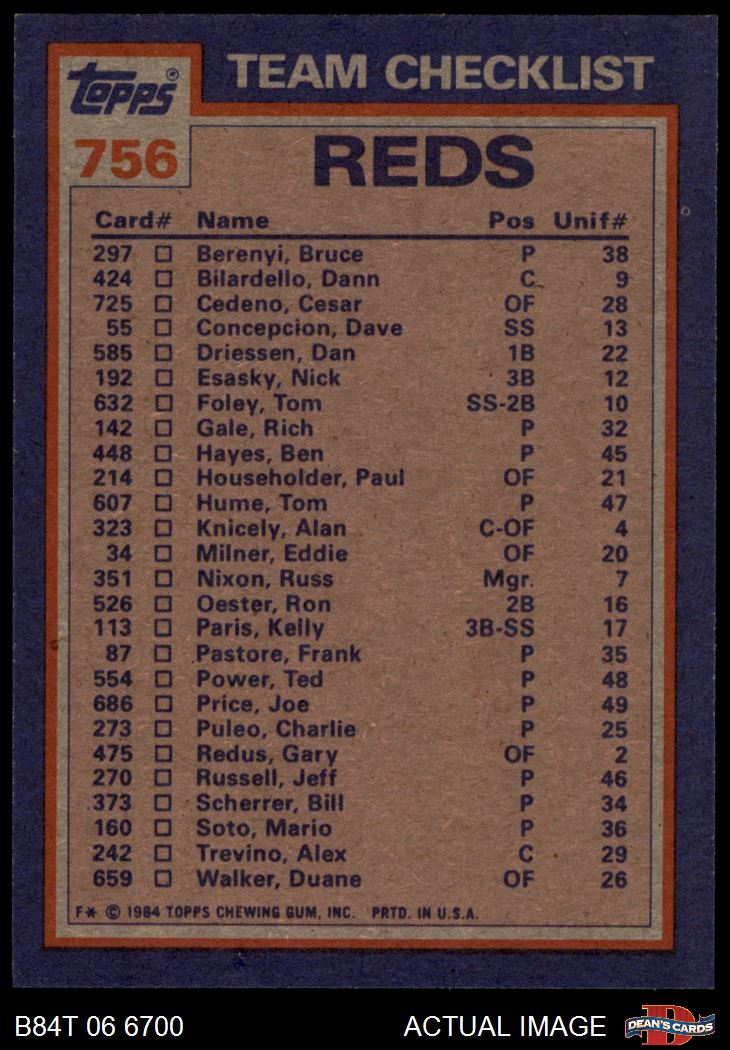 Topps® TEAM CHECKLIST
756 REDS
Card# Name Pos Unif#
297 Berenyi, Bruce P 38
424 Bilardello, Dann C 9
725 Cedeno, Cesar OF 28
55 Concepcion, Dave SS 13
585 Driessen, Dan 1B 22
192 Esasky, Nick 3B 12
632 Foley, Tom SS-2B 10
142 Gale, Rich P 32
448 Hayes, Ben P 45
214 Householder, Paul OF 21
607 Hume, Tom P 47
323 Knicely, Alan C-OF 4
34 Milner, Eddie OF 20
351 Nixon, Russ Mgr. 7
526 Oester, Ron 2B 16
113 Paris, Kelly 3B-SS 17
87 Pastore, Frank P 35
554 Power, Ted P 48
686 Price, Joe P 49
273 Puleo, Charlie P 25
475 Redus, Gary OF 2
270 Russell, Jeff P 46
373 Scherrer, Bill P 34
160 Soto, Mario P 36
242 Trevino, Alex C 29
659 Walker, Duane OF 26
F* © 1984 TOPPS CHEWING GUM, INC. PRTD. IN U.S.A.
B84T 06 6700 ACTUAL IMAGE D DEAN'S CARDS